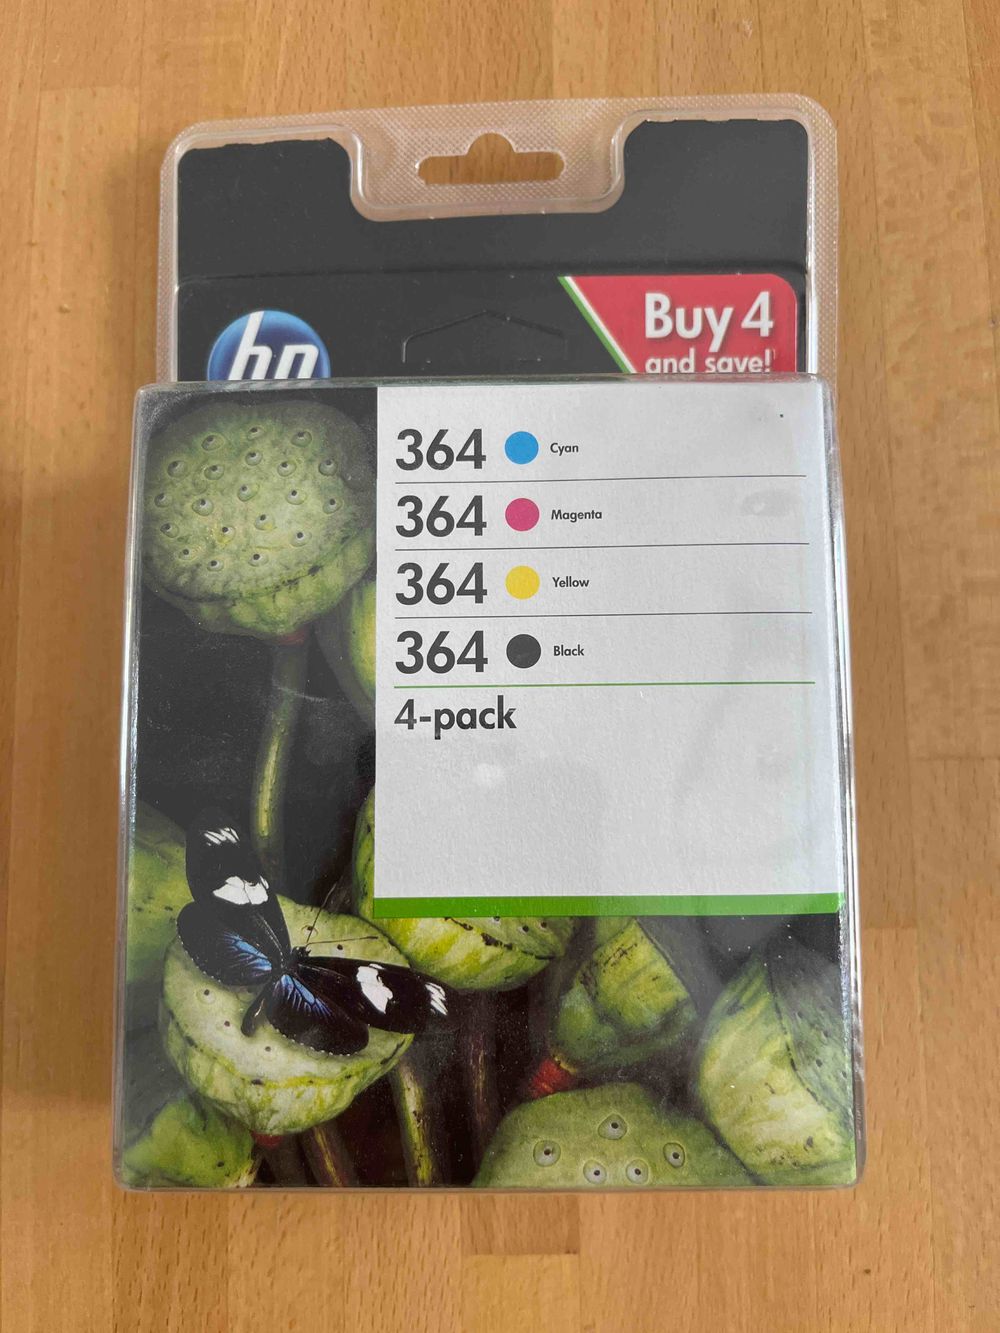 hp
Buy 4
and save!
364 Cyan
364 Magenta
364 Yellow
364 Black
4-pack